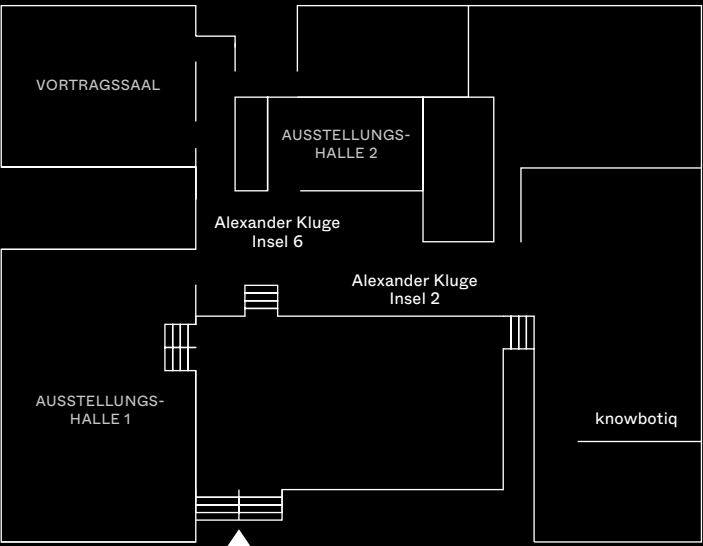 VORTRAGSSAAL
AUSSTELLUNGS-
HALLE 2
Alexander Kluge
Insel 6
Alexander Kluge
Insel 2
AUSSTELLUNGS-
HALLE 1
knowbotiq